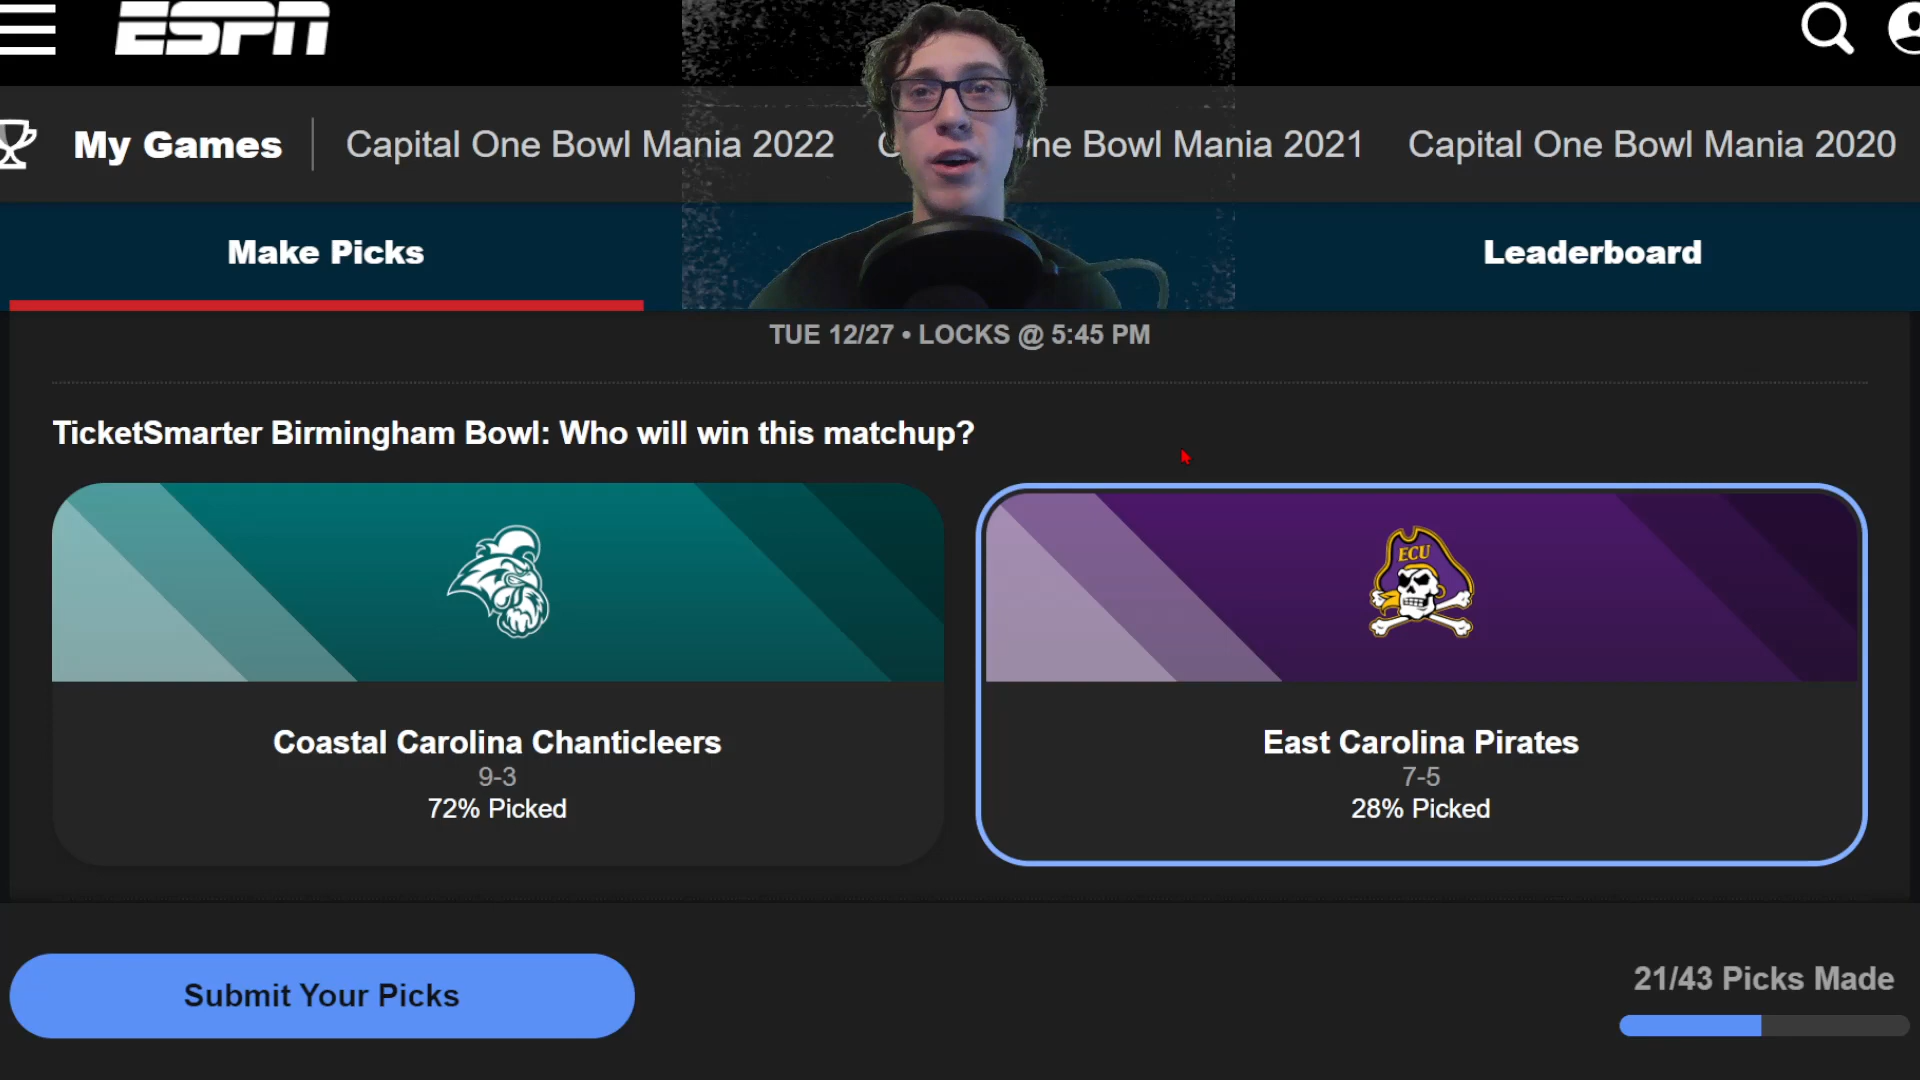 ESPN
My Games
Capital One Bowl Mania 2022
ne Bowl Mania 2021
Capital One Bowl Mania 2020
Make Picks
Leaderboard
TUE 12/27 • LOCKS @ 5:45 PM
TicketSmarter Birmingham Bowl: Who will win this matchup?
ECU
Coastal Carolina Chanticleers
9-3
72% Picked
East Carolina Pirates
7-5
28% Picked
Submit Your Picks
21/43 Picks Made